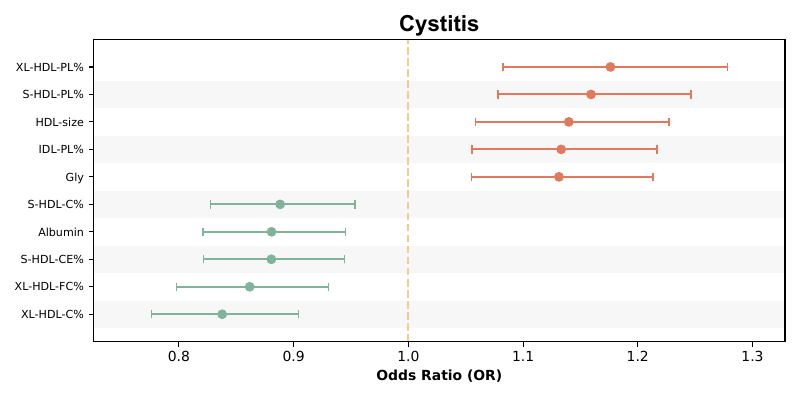 Cystitis
XL-HDL-PL%
S-HDL-PL%
HDL-size
IDL-PL%
Gly
S-HDL-C%
Albumin
S-HDL-CE%
XL-HDL-FC%
XL-HDL-C%
0.8 0.9 1.0 1.1 1.2 1.3
Odds Ratio (OR)